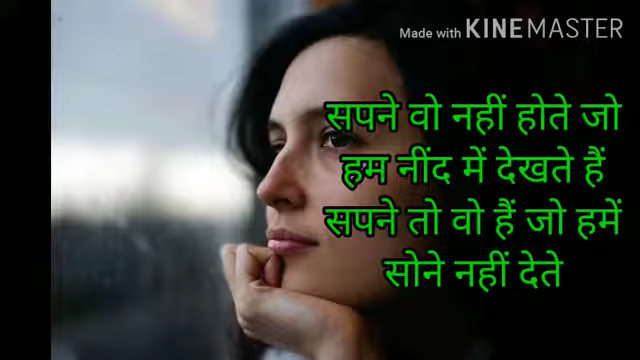 Made with KINEMASTER
सपने वो नहीं होते जो
हम नींद में देखते हैं
सपने तो वो हैं जो हमें
सोने नहीं देते